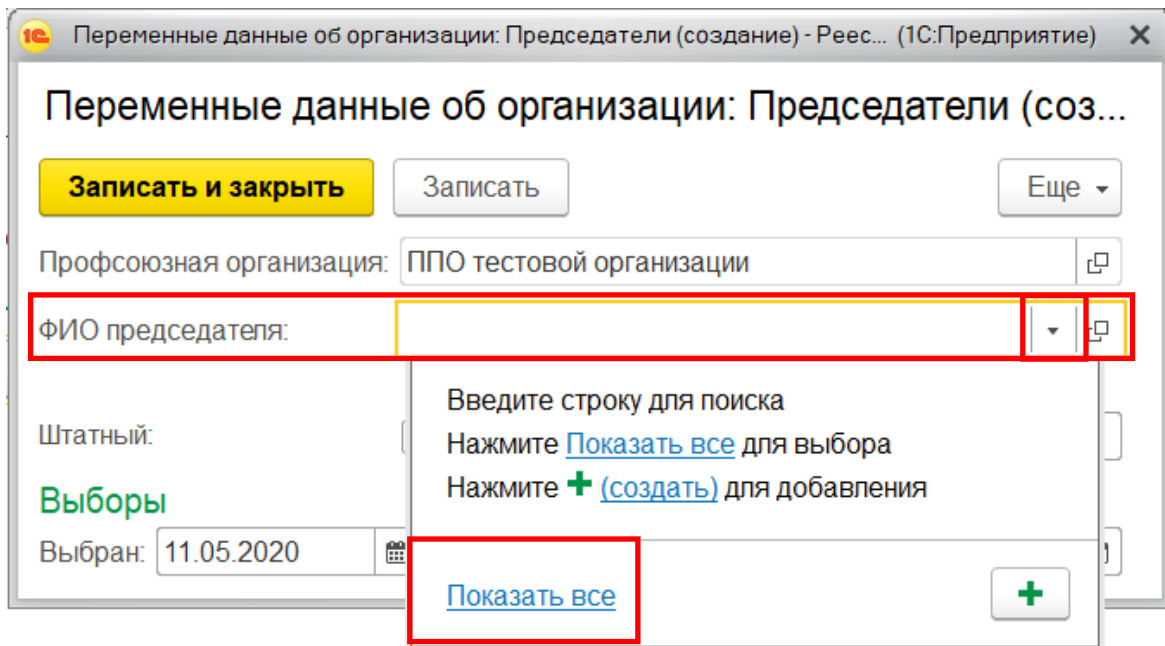 1С Переменные данные об организации: Председатели (создание) - Реес... (1С:Предприятие)
Переменные данные об организации: Председатели (соз...
Записать и закрыть Записать Еще
Профсоюзная организация: ППО тестовой организации
ФИО председателя:
Введите строку для поиска
Штатный:
Нажмите Показать все для выбора
Нажмите + (создать) для добавления
Выборы
Выбран: 11.05.2020
Показать все +